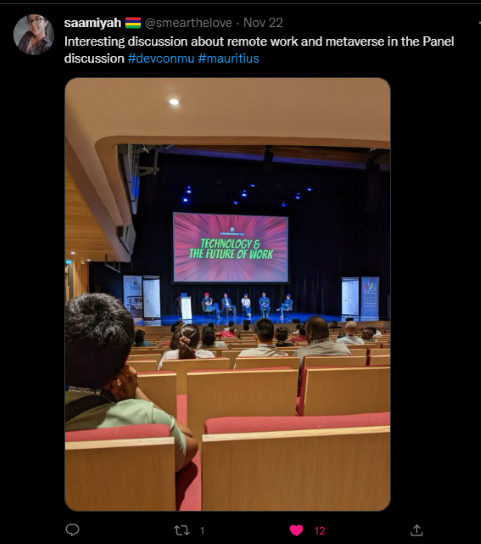 saamiyah @smearthelove · Nov 22
Interesting discussion about remote work and metaverse in the Panel
discussion #devconmu #mauritius
TECHNOLOGY &
THE FUTURE OF WORK
1 12